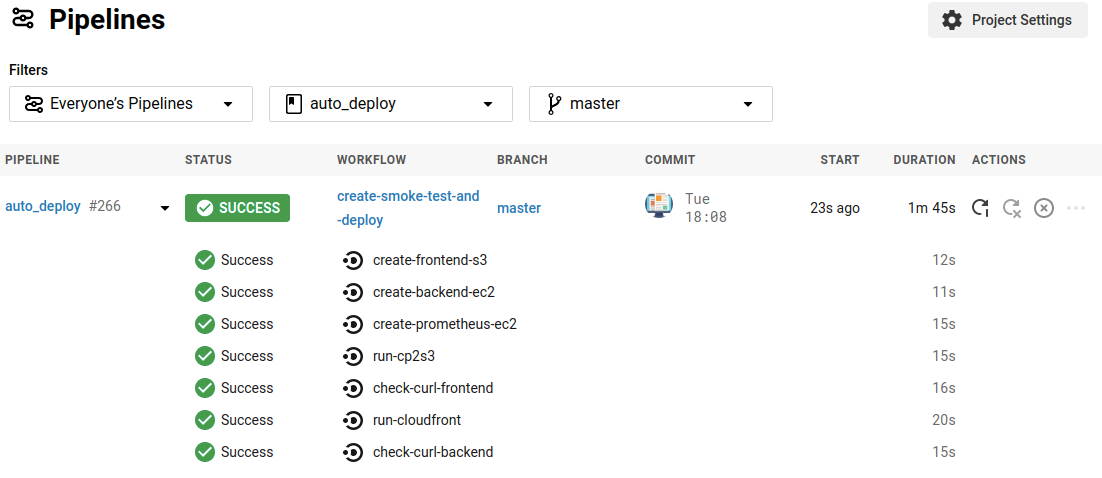 Pipelines
Project Settings
Filters
Everyone’s Pipelines
auto_deploy
master
PIPELINE STATUS WORKFLOW BRANCH COMMIT START DURATION ACTIONS
auto_deploy #266 SUCCESS create-smoke-test-and-deploy master Tue 18:08 23s ago 1m 45s
Success create-frontend-s3 12s
Success create-backend-ec2 11s
Success create-prometheus-ec2 15s
Success run-cp2s3 15s
Success check-curl-frontend 16s
Success run-cloudfront 20s
Success check-curl-backend 15s